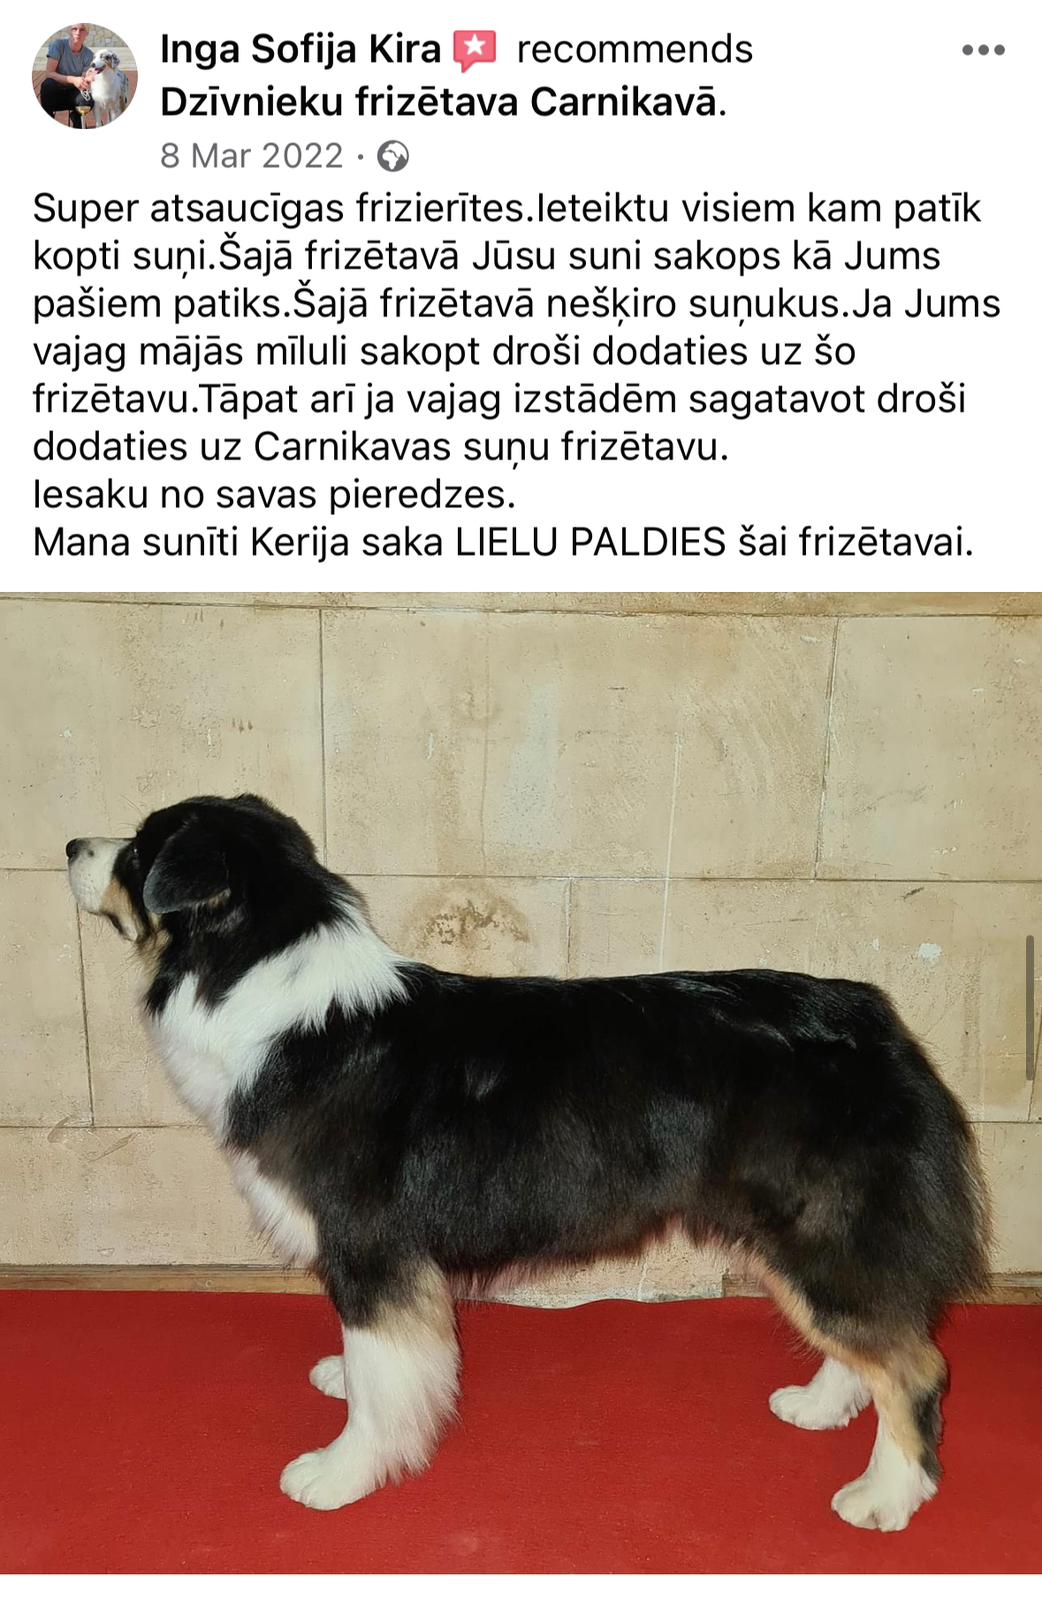 Inga Sofija Kira recommends
Dzīvnieku frizētava Carnikavā.
8 Mar 2022 ·
Super atsaucīgas frizierītes.Ieteiktu visiem kam patīk
kopti suņi.Šajā frizētavā Jūsu suni sakops kā Jums
pašiem patiks.Šajā frizētavā nešķiro suņukus.Ja Jums
vajag mājās mīluli sakopt droši dodaties uz šo
frizētavu.Tāpat arī ja vajag izstādēm sagatavot droši
dodaties uz Carnikavas suņu frizētavu.
Iesaku no savas pieredzes.
Mana sunīti Kerija saka LIELU PALDIES šai frizētavai.